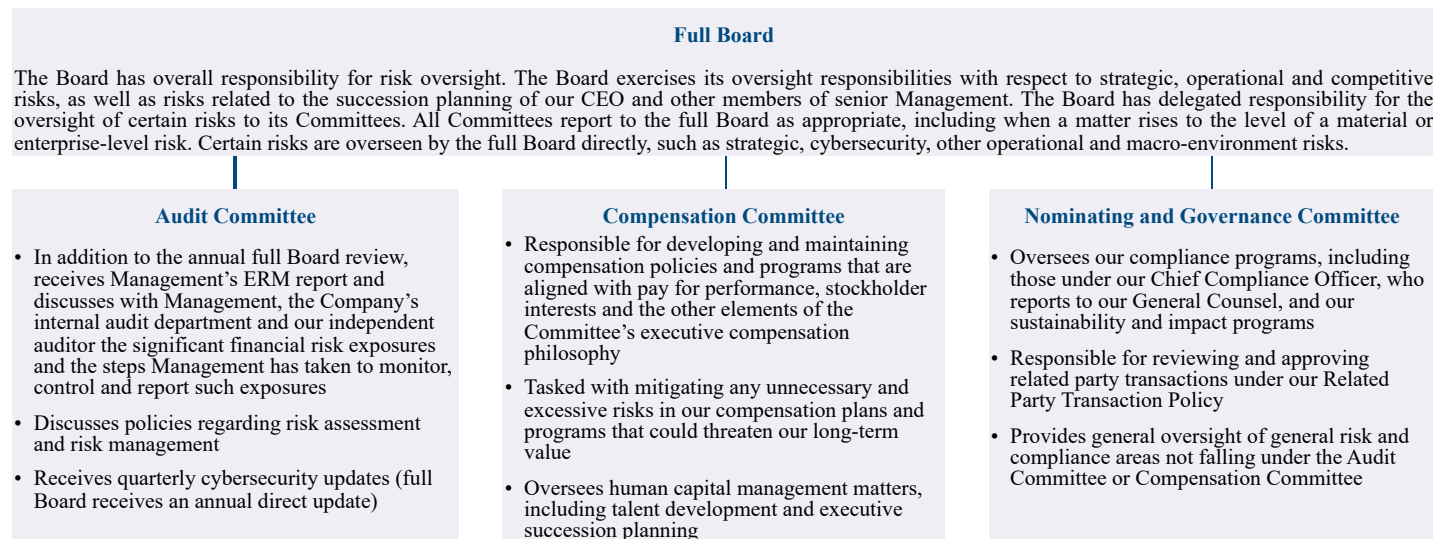 Full Board
The Board has overall responsibility for risk oversight. The Board exercises its oversight responsibilities with respect to strategic, operational and competitive
risks, as well as risks related to the succession planning of our CEO and other members of senior Management. The Board has delegated responsibility for the
oversight of certain risks to its Committees. All Committees report to the full Board as appropriate, including when a matter rises to the level of a material or
enterprise-level risk. Certain risks are overseen by the full Board directly, such as strategic, cybersecurity, other operational and macro-environment risks.
Audit Committee
• In addition to the annual full Board review,
receives Management’s ERM report and
discusses with Management, the Company’s
internal audit department and our independent
auditor the significant financial risk exposures
and the steps Management has taken to monitor,
control and report such exposures
• Discusses policies regarding risk assessment
and risk management
• Receives quarterly cybersecurity updates (full
Board receives an annual direct update)
Compensation Committee
• Responsible for developing and maintaining
compensation policies and programs that are
aligned with pay for performance, stockholder
interests and the other elements of the
Committee’s executive compensation
philosophy
• Tasked with mitigating any unnecessary and
excessive risks in our compensation plans and
programs that could threaten our long-term
value
• Oversees human capital management matters,
including talent development and executive
succession planning
Nominating and Governance Committee
• Oversees our compliance programs, including
those under our Chief Compliance Officer, who
reports to our General Counsel, and our
sustainability and impact programs
• Responsible for reviewing and approving
related party transactions under our Related
Party Transaction Policy
• Provides general oversight of general risk and
compliance areas not falling under the Audit
Committee or Compensation Committee